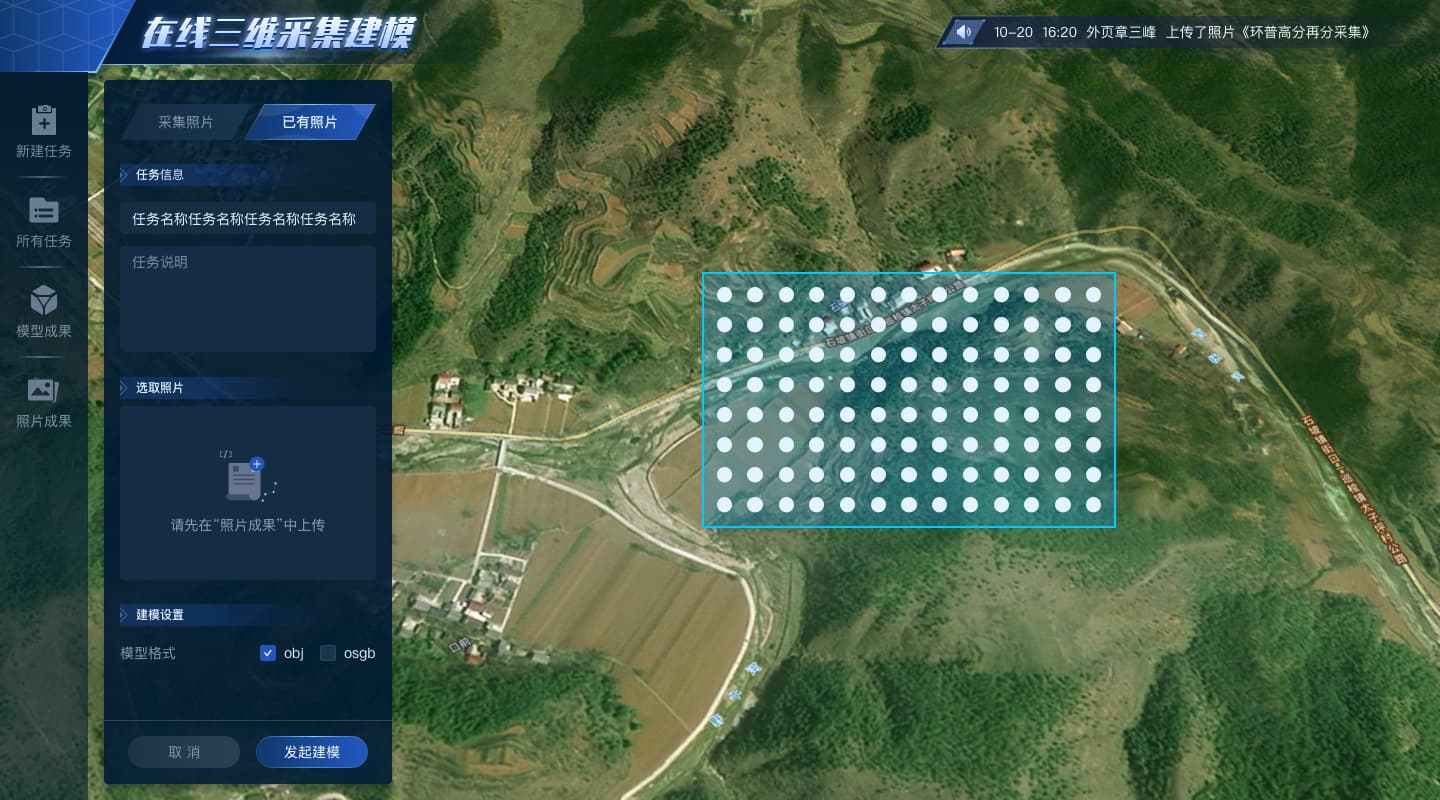 在线三维采集建模
10-20 16:20 外页章三峰 上传了照片《环普高分再分采集》
新建任务
所有任务
模型成果
照片成果
采集照片
已有照片
任务信息
任务名称任务名称任务名称任务名称
任务说明
选取照片
请先在“照片成果”中上传
建模设置
模型格式
obj
osgb
取 消
发起建模